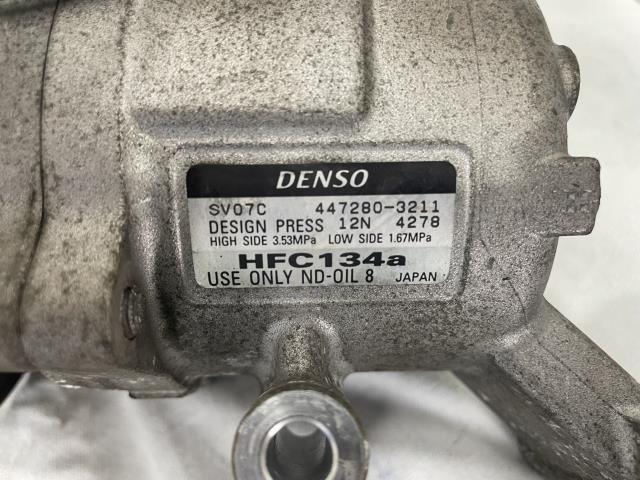 DENSO
SV07C 447280-3211
DESIGN PRESS 12N 4278
HIGH SIDE 3.53MPa LOW SIDE 1.67MPa
HFC134a
USE ONLY ND-OIL 8 JAPAN